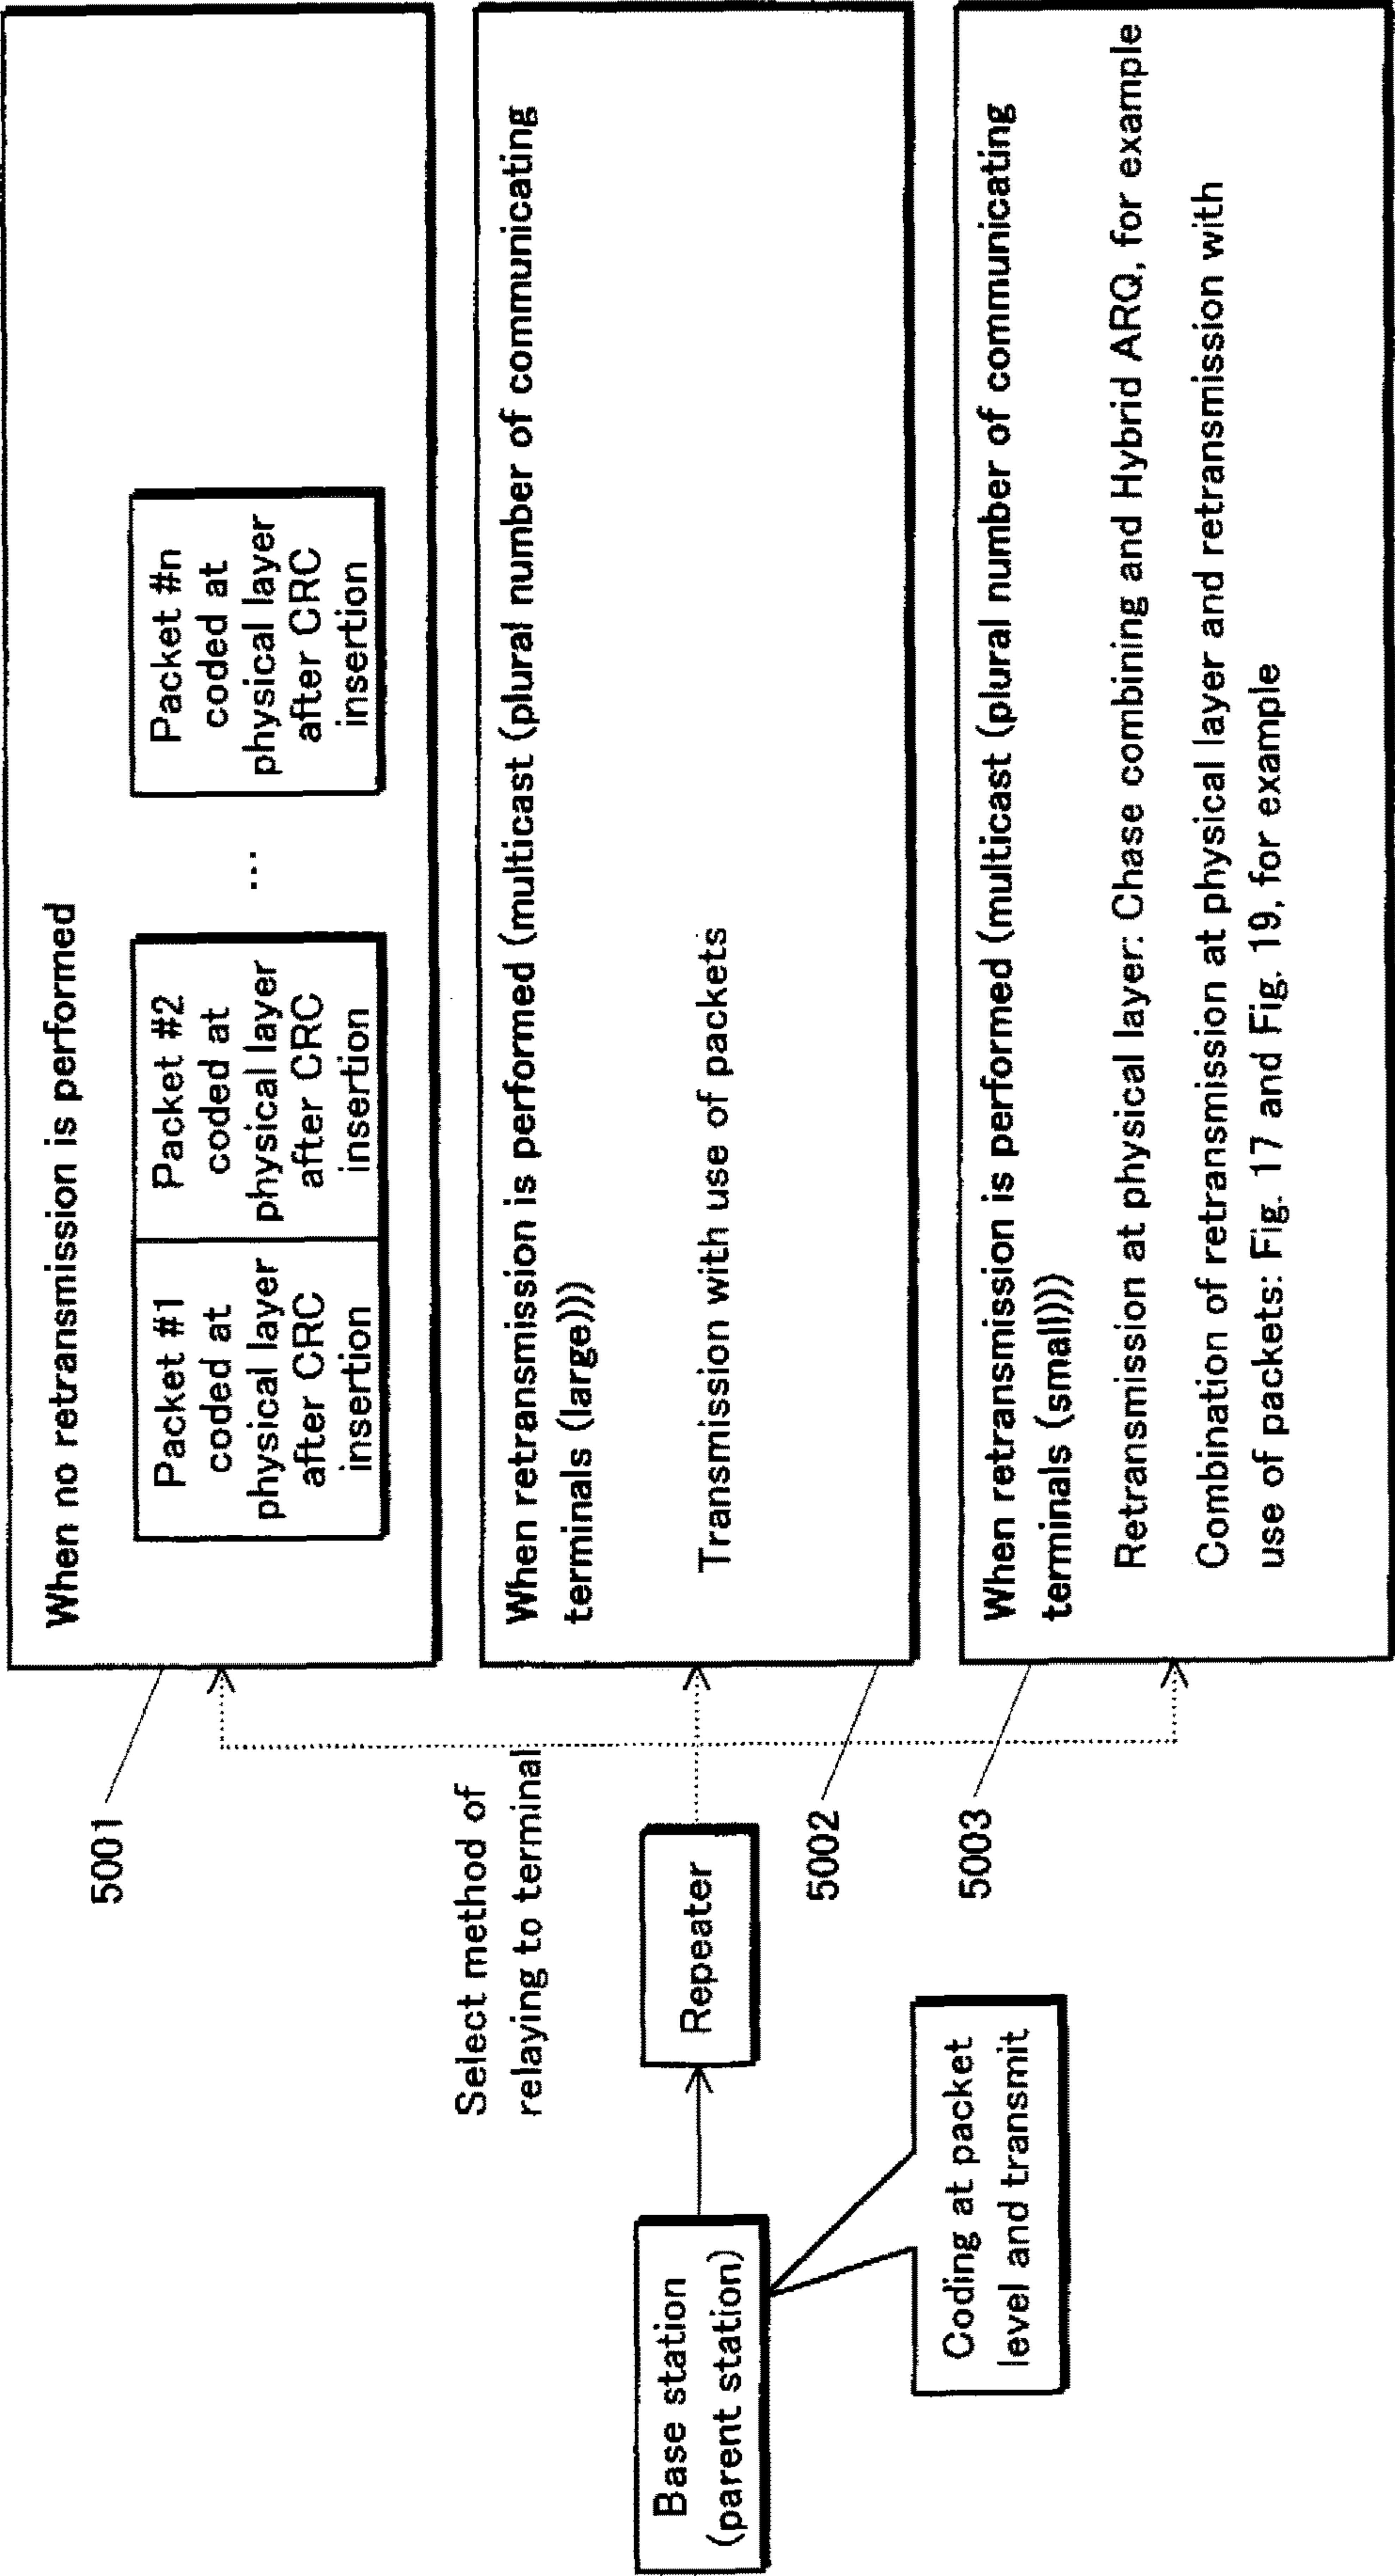 Base station
(parent station)
Coding at packet
level and transmit
Repeater
Select method of
relaying to terminal
5001
When no retransmission is performed
Packet #1
coded at
physical layer
after CRC
insertion
Packet #2
coded at
physical layer
after CRC
insertion
...
Packet #n
coded at
physical layer
after CRC
insertion
5002
When retransmission is performed (multicast (plural number of communicating
terminals (large)))
Transmission with use of packets
5003
When retransmission is performed (multicast (plural number of communicating
terminals (small)))
Retransmission at physical layer: Chase combining and Hybrid ARQ, for example
Combination of retransmission at physical layer and retransmission with
use of packets: Fig. 17 and Fig. 19, for example